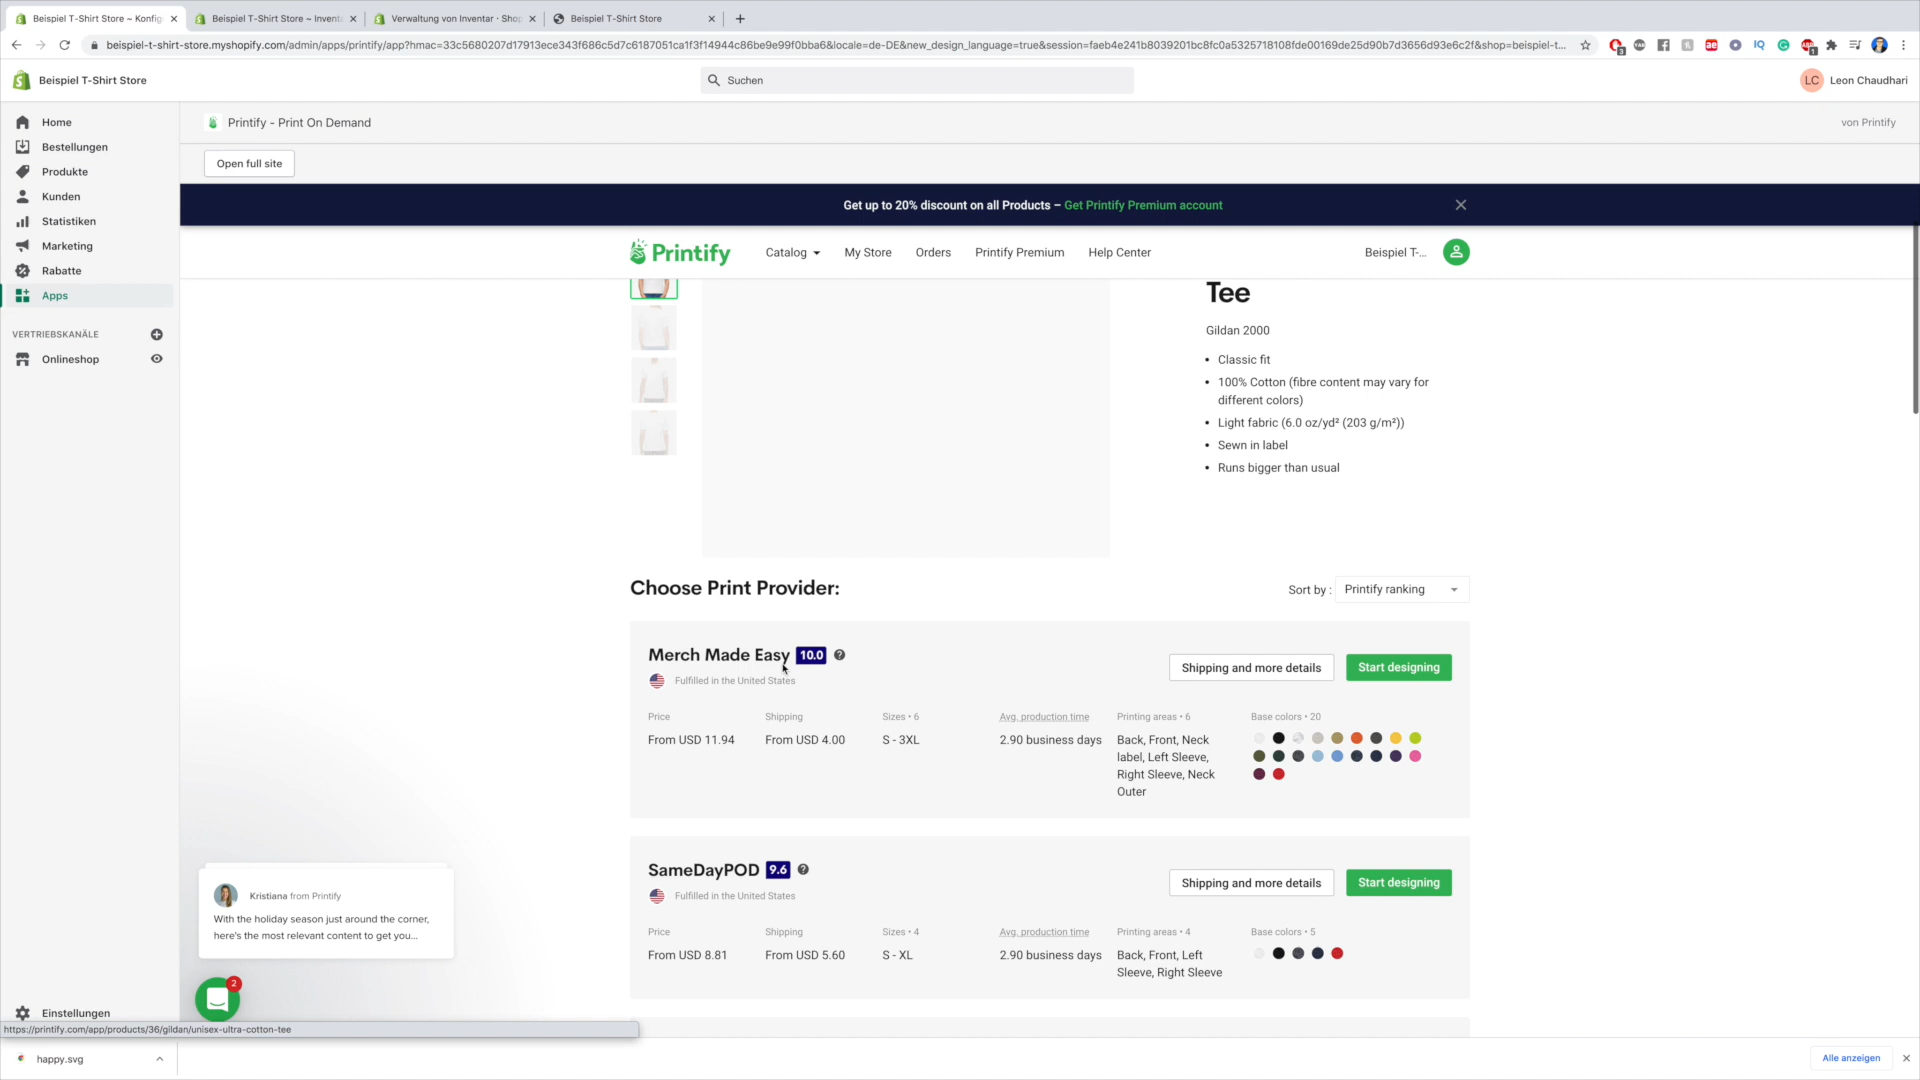 Beispiel T-Shirt Store ~ Konfig
Beispiel T-Shirt Store ~ Invent
Verwaltung von Inventar · Shop
Beispiel T-Shirt Store
beispiel-t-shirt-store.myshopify.com/admin/apps/printify/app?hmac=33c5680207d17913ece343f686c5d7c6187051ca1f3f14944c86be9e99f0bba6&locale=de-DE&new_design_language=true&session=faeb4e241b8039201bc8fc0a5325718108fde00169de25d90b7d3656d93e6c2f&shop=beispiel-t...
Beispiel T-Shirt Store
Suchen
LC Leon Chaudhari
Home
Bestellungen
Produkte
Kunden
Statistiken
Marketing
Rabatte
Apps
VERTRIEBSKANÄLE
Onlineshop
Einstellungen
Printify - Print On Demand
von Printify
Open full site
Get up to 20% discount on all Products – Get Printify Premium account
Printify
Catalog
My Store
Orders
Printify Premium
Help Center
Beispiel T-...
Tee
Gildan 2000
• Classic fit
• 100% Cotton (fibre content may vary for
different colors)
• Light fabric (6.0 oz/yd² (203 g/m²))
• Sewn in label
• Runs bigger than usual
Choose Print Provider:
Sort by : Printify ranking
Merch Made Easy 10.0
Fulfilled in the United States
Shipping and more details
Start designing
Price
From USD 11.94
Shipping
From USD 4.00
Sizes • 6
S - 3XL
Avg. production time
2.90 business days
Printing areas • 6
Back, Front, Neck
label, Left Sleeve,
Right Sleeve, Neck
Outer
Base colors • 20
SameDayPOD 9.6
Fulfilled in the United States
Shipping and more details
Start designing
Price
From USD 8.81
Shipping
From USD 5.60
Sizes • 4
S - XL
Avg. production time
2.90 business days
Printing areas • 4
Back, Front, Left
Sleeve, Right Sleeve
Base colors • 5
Kristiana from Printify
With the holiday season just around the corner,
here's the most relevant content to get you...
2
https://printify.com/app/products/36/gildan/unisex-ultra-cotton-tee
happy.svg
Alle anzeigen